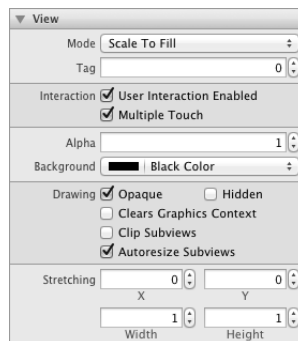 View
Mode Scale To Fill
Tag 0
Interaction User Interaction Enabled
Multiple Touch
Alpha 1
Background Black Color
Drawing Opaque Hidden
Clears Graphics Context
Clip Subviews
Autoresize Subviews
Stretching 0 0
X Y
1 1
Width Height